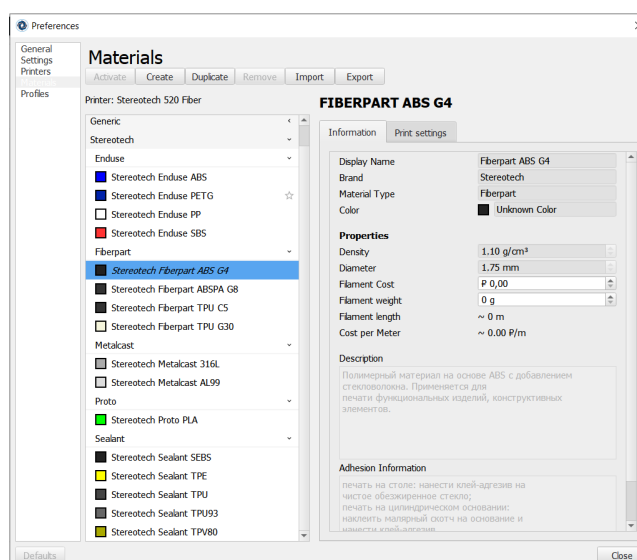 Preferences
General
Settings
Printers
Profiles
Materials
Activate Create Duplicate Remove Import Export
Printer: Stereotech 520 Fiber
Generic
Stereotech
Enduse
Stereotech Enduse ABS
Stereotech Enduse PETG
Stereotech Enduse PP
Stereotech Enduse SBS
Fiberpart
Stereotech Fiberpart ABS G4
Stereotech Fiberpart ABSPA G8
Stereotech Fiberpart TPU C5
Stereotech Fiberpart TPU G30
Metalcast
Stereotech Metalcast 316L
Stereotech Metalcast AL99
Proto
Stereotech Proto PLA
Sealant
Stereotech Sealant SEBS
Stereotech Sealant TPE
Stereotech Sealant TPU
Stereotech Sealant TPU93
Stereotech Sealant TPV80
FIBERPART ABS G4
Information Print settings
Display Name Fiberpart ABS G4
Brand Stereotech
Material Type Fiberpart
Color Unknown Color
Properties
Density 1.10 g/cm³
Diameter 1.75 mm
Filament Cost ₽ 0,00
Filament weight 0 g
Filament length ~ 0 m
Cost per Meter ~ 0.00 ₽/m
Description
Полимерный материал на основе ABS с добавлением
стекловолокна. Применяется для
печати функциональных изделий, конструктивных
элементов.
Adhesion Information
печать на столе: нанести клей-адгезив на
чистое обезжиренное стекло;
печать на цилиндрическом основании:
наклеить малярный скотч на основание и
нанести клей-адгезив
Defaults Close